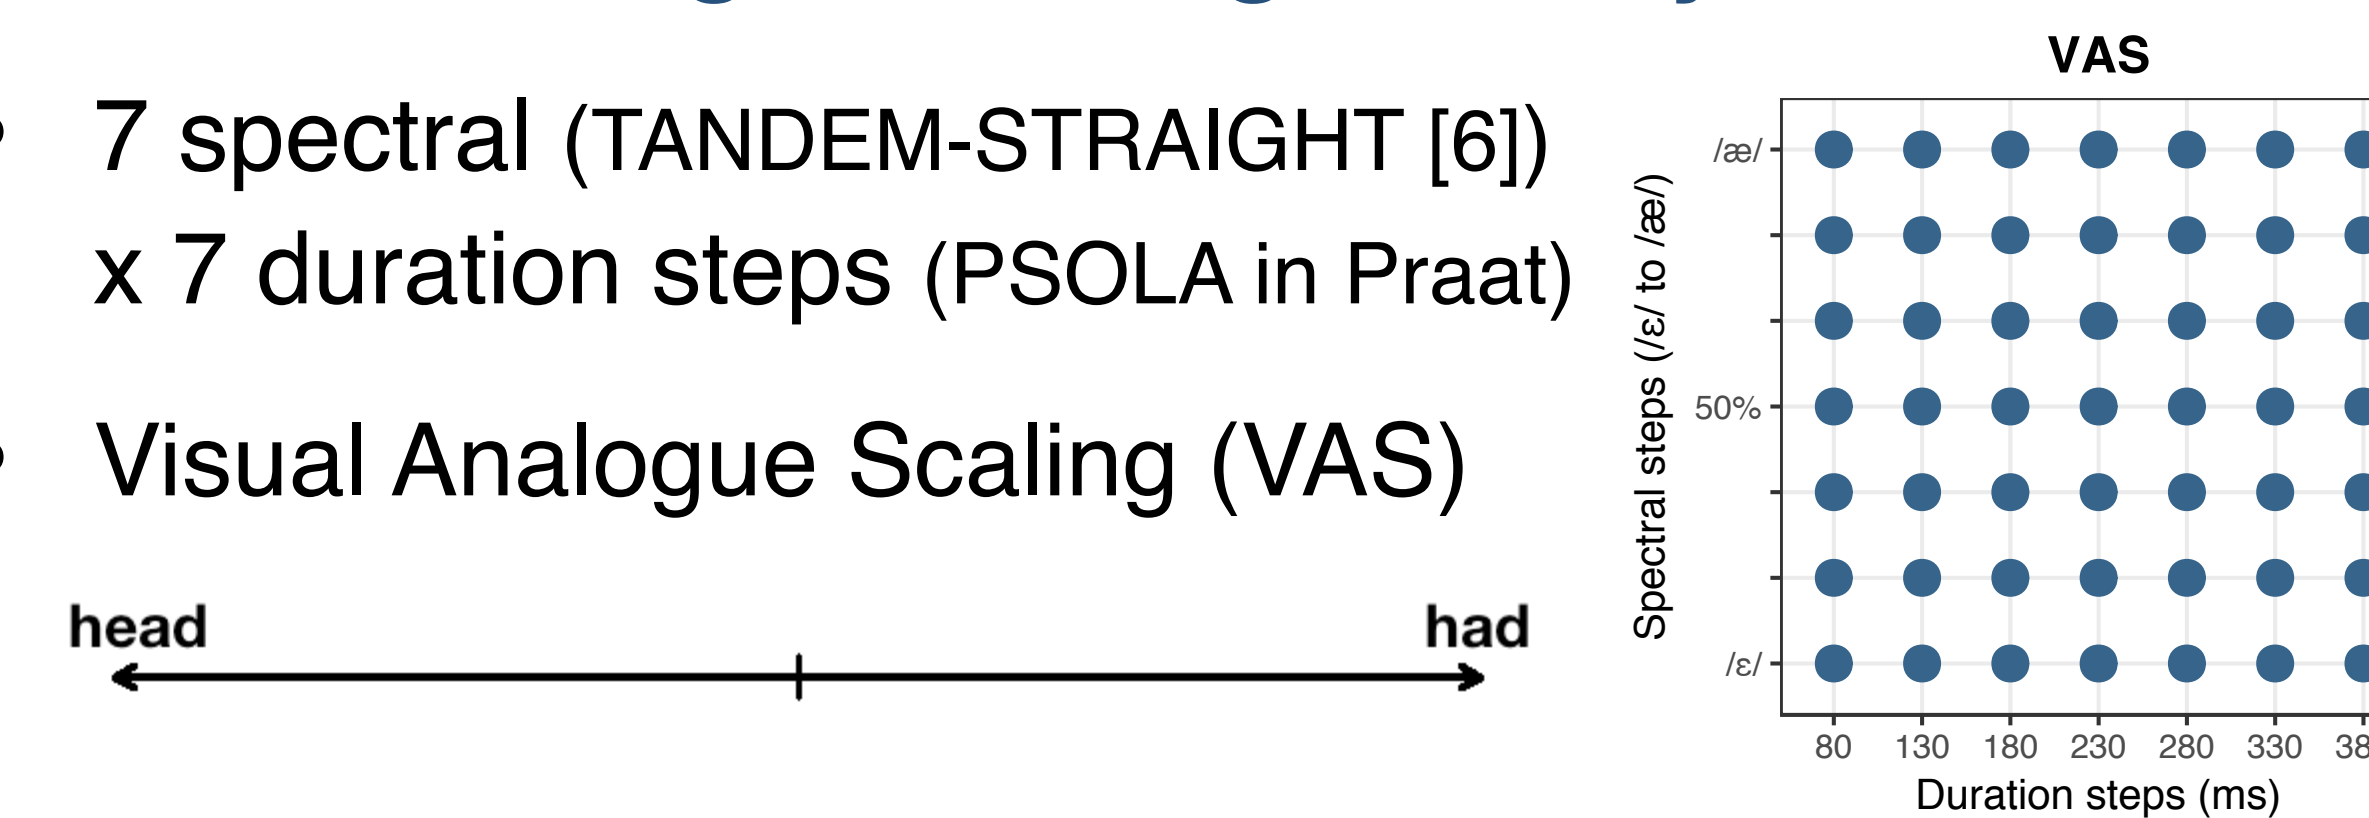 7 spectral (TANDEM-STRAIGHT [6])
x 7 duration steps (PSOLA in Praat)
Visual Analogue Scaling (VAS)
head had
VAS
Spectral steps (/ɛ/ to /æ/)
/æ/
50%
/ɛ/
80 130 180 230 280 330
Duration steps (ms)